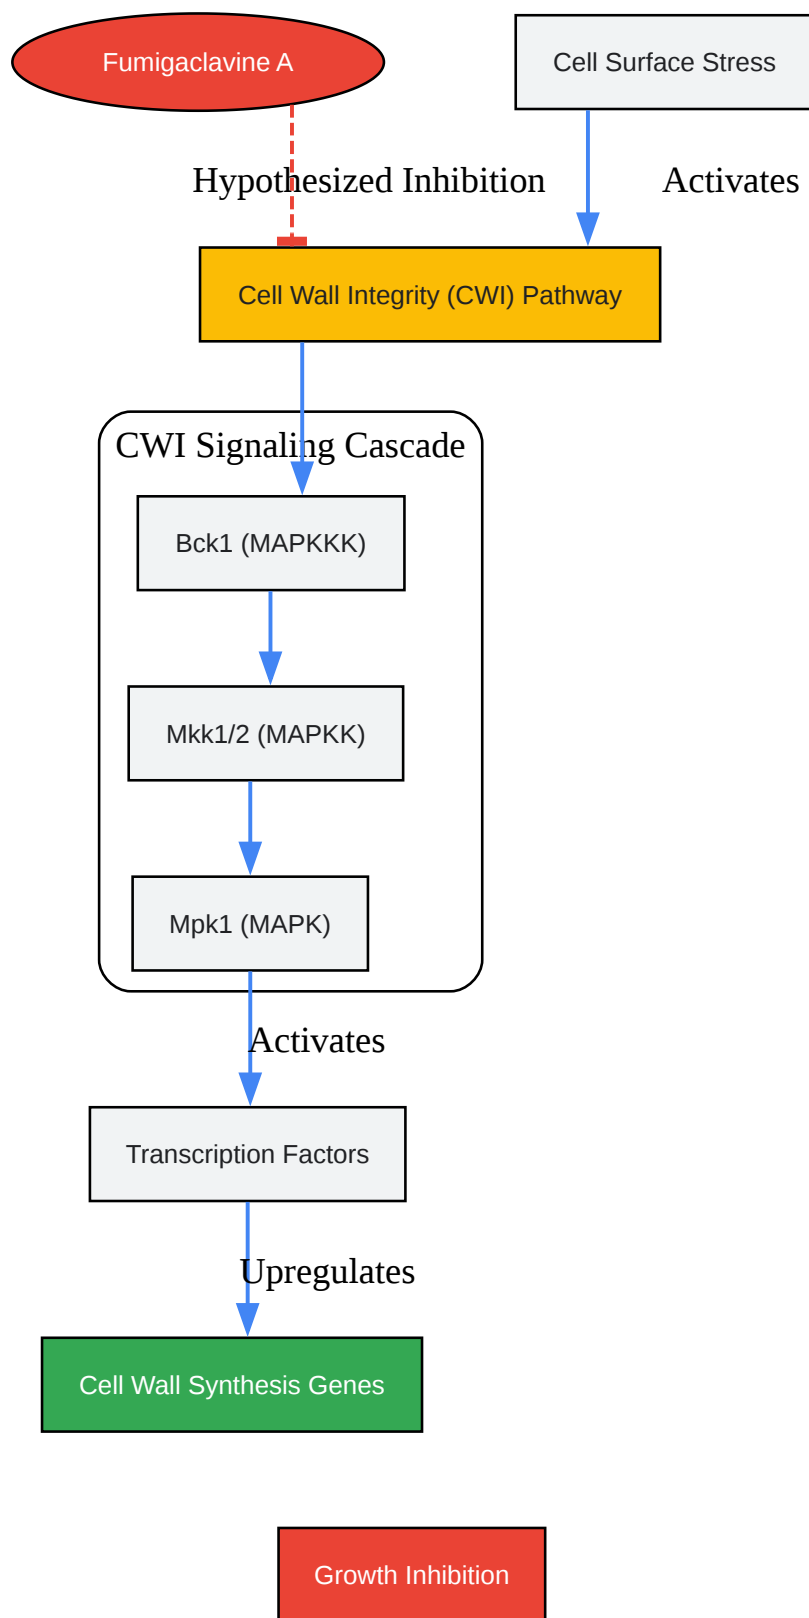 Fumigaclavine A
Cell Surface Stress
Hypothesized Inhibition
Activates
Cell Wall Integrity (CWI) Pathway
CWI Signaling Cascade
Bck1 (MAPKKK)
Mkk1/2 (MAPKK)
Mpk1 (MAPK)
Activates
Transcription Factors
Upregulates
Cell Wall Synthesis Genes
Growth Inhibition